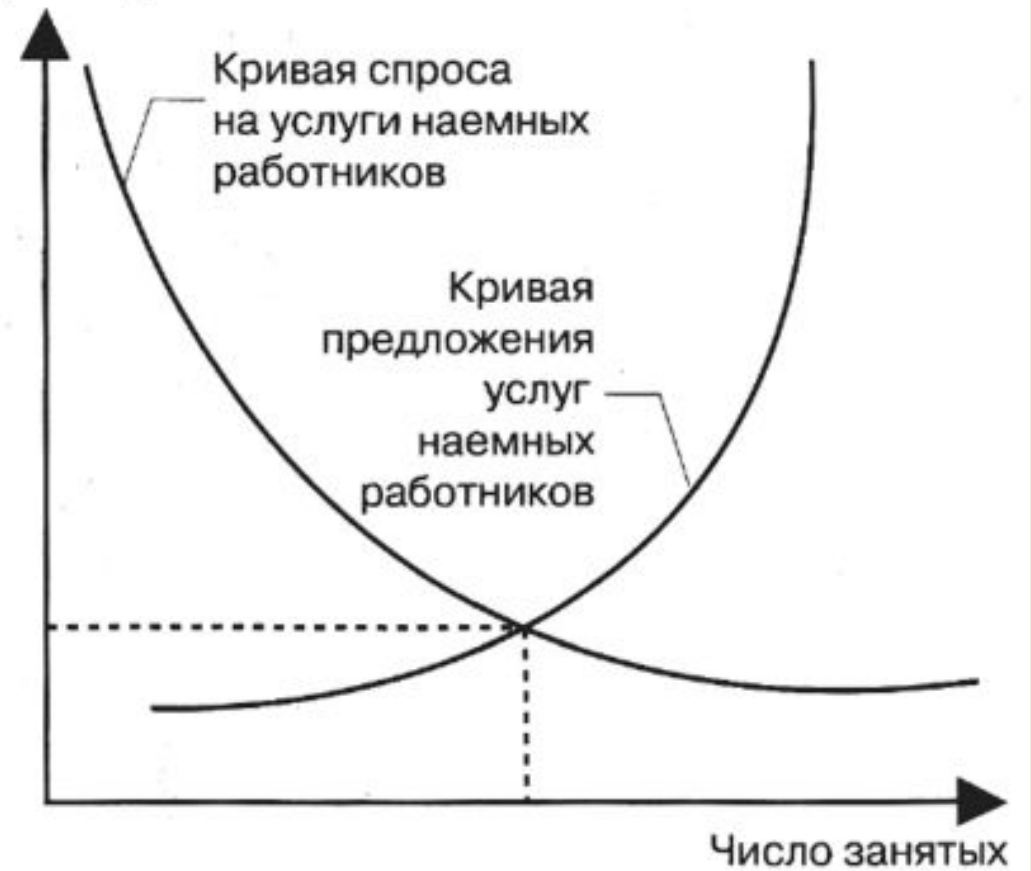 Кривая спроса
на услуги наемных
работников
Кривая
предложения
услуг
наемных
работников
Число занятых